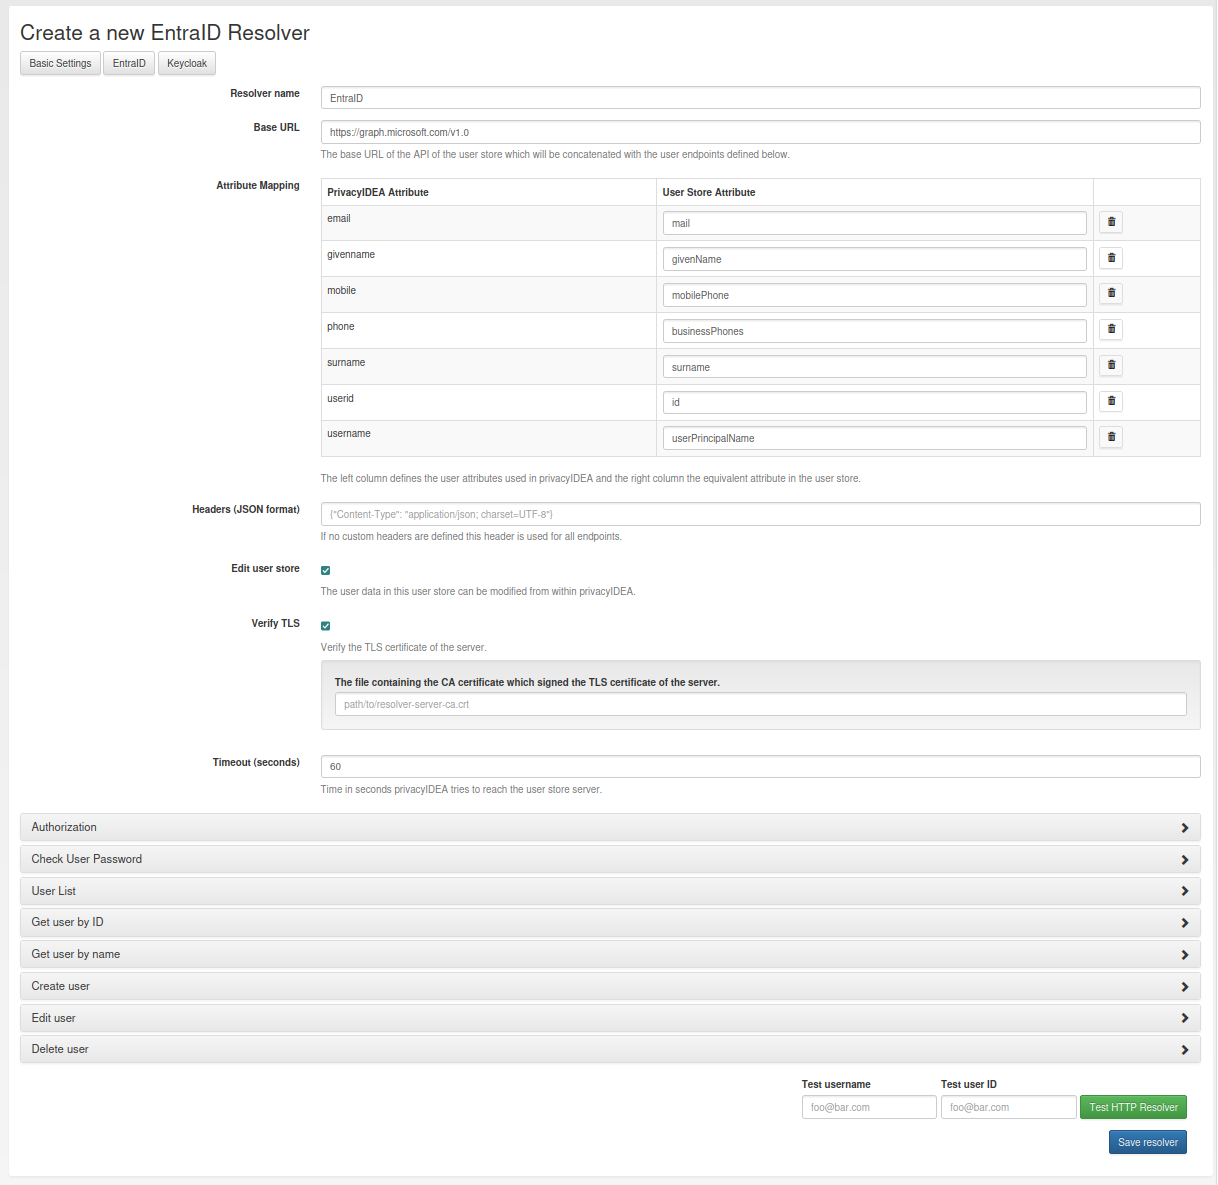 Create a new EntraID Resolver
Basic Settings EntraID Keycloak
Resolver name EntraID
Base URL https://graph.microsoft.com/v1.0
The base URL of the API of the user store which will be concatenated with the user endpoints defined below.
Attribute Mapping PrivacyIDEA Attribute User Store Attribute
email mail
givenname givenName
mobile mobilePhone
phone businessPhones
surname surname
userid id
username userPrincipalName
The left column defines the user attributes used in privacyIDEA and the right column the equivalent attribute in the user store.
Headers (JSON format) {"Content-Type": "application/json; charset=UTF-8"}
If no custom headers are defined this header is used for all endpoints.
Edit user store
The user data in this user store can be modified from within privacyIDEA.
Verify TLS
Verify the TLS certificate of the server.
The file containing the CA certificate which signed the TLS certificate of the server.
path/to/resolver-server-ca.crt
Timeout (seconds) 60
Time in seconds privacyIDEA tries to reach the user store server.
Authorization
Check User Password
User List
Get user by ID
Get user by name
Create user
Edit user
Delete user
Test username Test user ID
foo@bar.com foo@bar.com Test HTTP Resolver
Save resolver